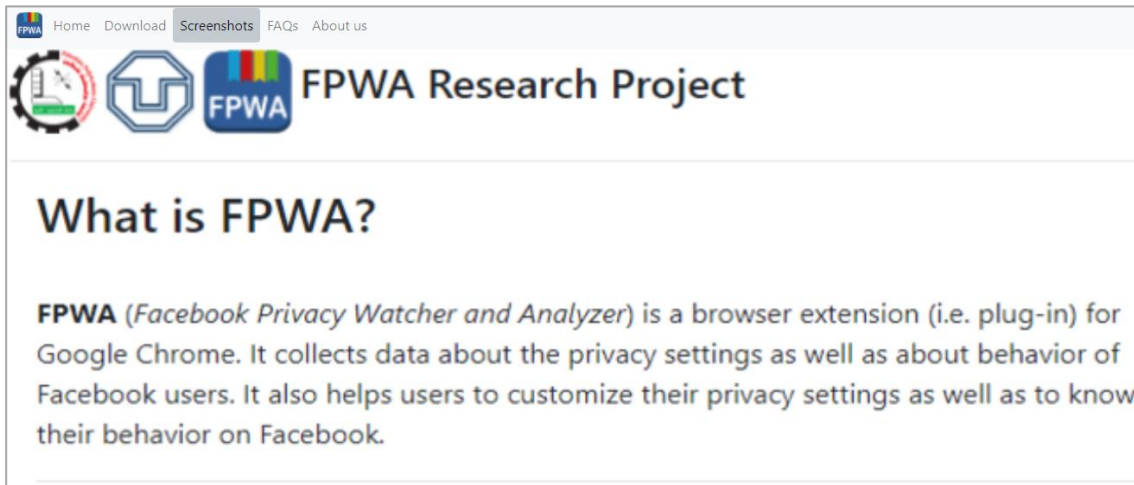 FPWA Home Download Screenshots FAQs About us
FPWA FPWA Research Project
What is FPWA?
FPWA (Facebook Privacy Watcher and Analyzer) is a browser extension (i.e. plug-in) for
Google Chrome. It collects data about the privacy settings as well as about behavior of
Facebook users. It also helps users to customize their privacy settings as well as to know
their behavior on Facebook.